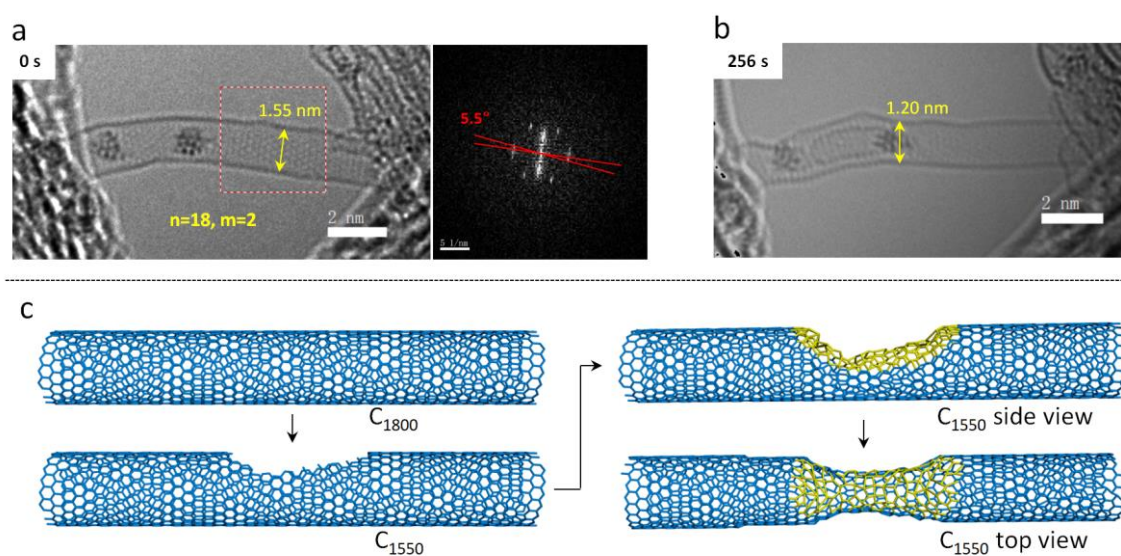 a
0 s
1.55 nm
n=18, m=2
2 nm
5.5°
5 1/nm
b
256 s
1.20 nm
2 nm
c
C1800
C1550
C1550 side view
C1550 top view